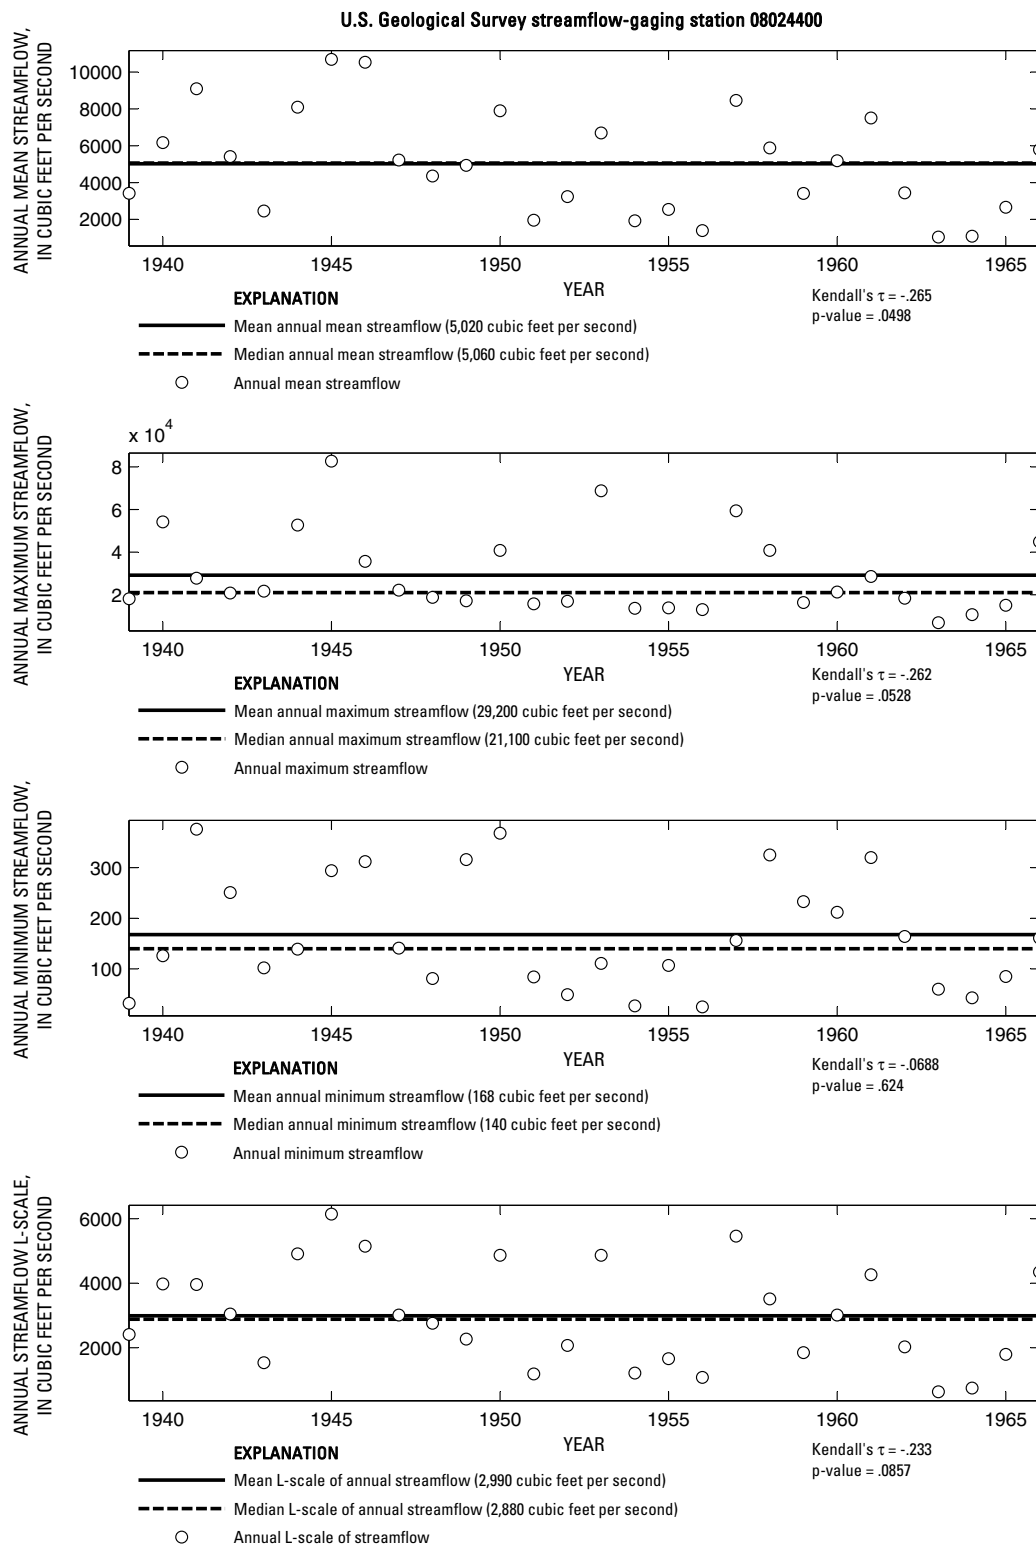 U.S. Geological Survey streamflow-gaging station 08024400
ANNUAL MEAN STREAMFLOW,
IN CUBIC FEET PER SECOND
10000
8000
6000
4000
2000
1940 1945 1950 1955 1960 1965
YEAR
EXPLANATION
Mean annual mean streamflow (5,020 cubic feet per second)
Median annual mean streamflow (5,060 cubic feet per second)
Annual mean streamflow
Kendall's τ = -.265
p-value = .0498
ANNUAL MAXIMUM STREAMFLOW,
IN CUBIC FEET PER SECOND
x 10^4
8
6
4
2
1940 1945 1950 1955 1960 1965
YEAR
EXPLANATION
Mean annual maximum streamflow (29,200 cubic feet per second)
Median annual maximum streamflow (21,100 cubic feet per second)
Annual maximum streamflow
Kendall's τ = -.262
p-value = .0528
ANNUAL MINIMUM STREAMFLOW,
IN CUBIC FEET PER SECOND
300
200
100
1940 1945 1950 1955 1960 1965
YEAR
EXPLANATION
Mean annual minimum streamflow (168 cubic feet per second)
Median annual minimum streamflow (140 cubic feet per second)
Annual minimum streamflow
Kendall's τ = -.0688
p-value = .624
ANNUAL STREAMFLOW L-SCALE,
IN CUBIC FEET PER SECOND
6000
4000
2000
1940 1945 1950 1955 1960 1965
YEAR
EXPLANATION
Mean L-scale of annual streamflow (2,990 cubic feet per second)
Median L-scale of annual streamflow (2,880 cubic feet per second)
Annual L-scale of streamflow
Kendall's τ = -.233
p-value = .0857